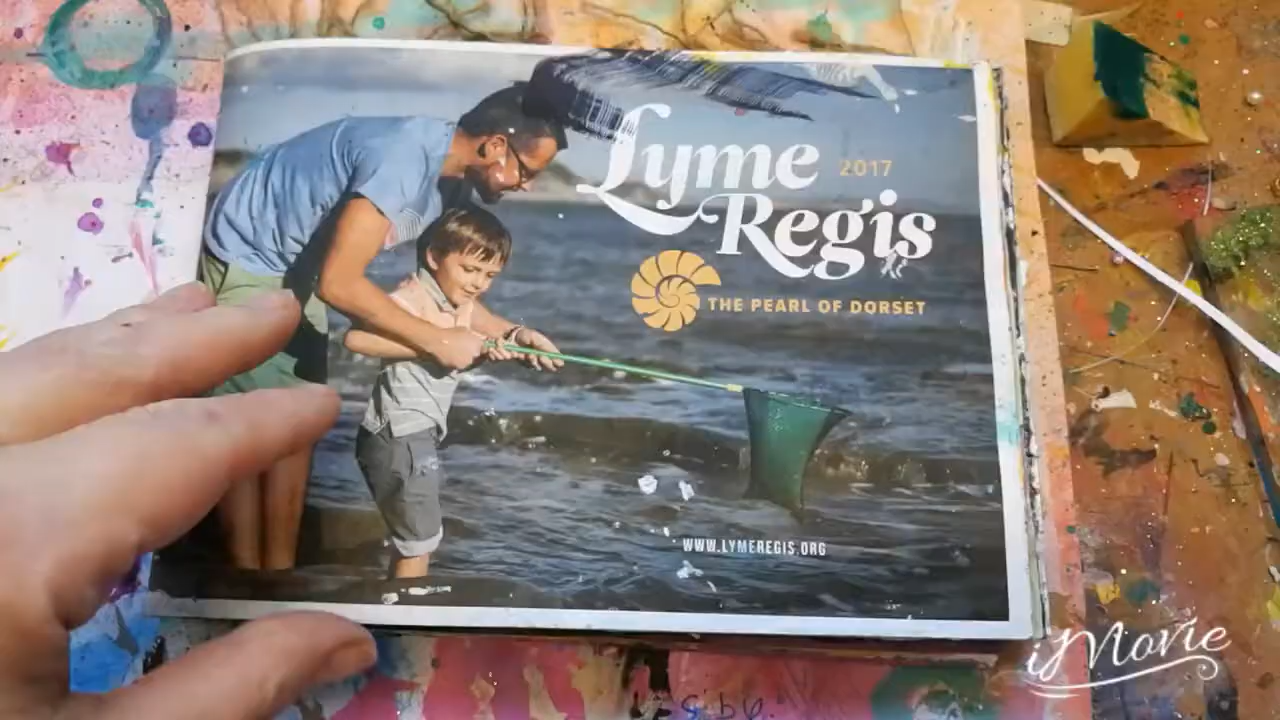 Lyme 2017
Regis
THE PEARL OF DORSET
WWW.LYMEREGIS.ORG
iMovie